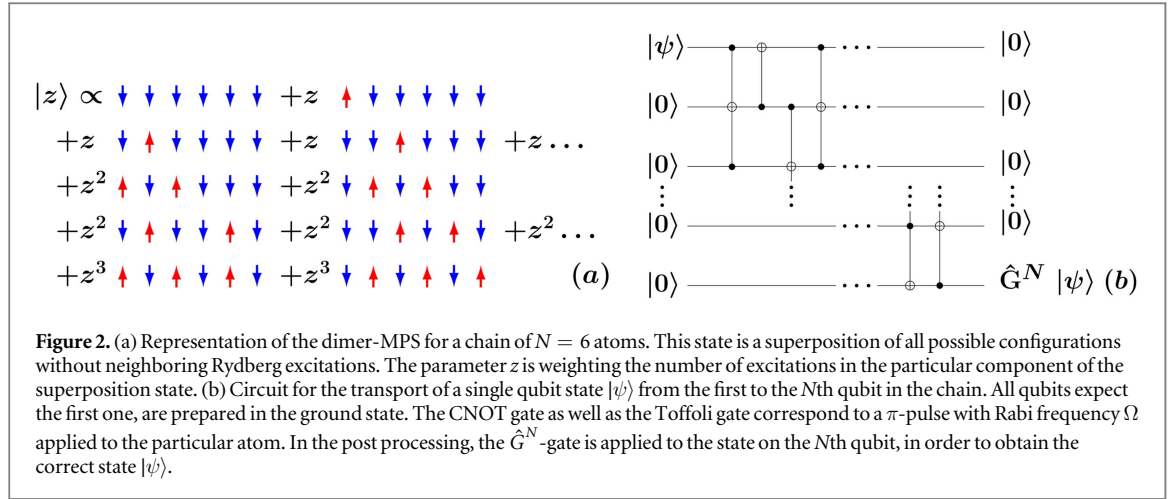 |z⟩ ∝ ↓ ↓ ↓ ↓ ↓ ↓ +z ↑ ↓ ↓ ↓ ↓ ↓
+z ↓ ↑ ↓ ↓ ↓ ↓ +z ↓ ↓ ↑ ↓ ↓ ↓ +z …
+z² ↑ ↓ ↑ ↓ ↓ ↓ +z² ↓ ↑ ↓ ↑ ↓ ↓
+z² ↓ ↑ ↓ ↓ ↑ ↓ +z² ↓ ↓ ↑ ↓ ↑ ↓ +z² …
+z³ ↑ ↓ ↑ ↓ ↑ ↓ +z³ ↓ ↑ ↓ ↑ ↓ ↑ (a)
|ψ⟩ … |0⟩
|0⟩ … |0⟩
|0⟩ … |0⟩
|0⟩ … |0⟩
|0⟩ … Ĝᴺ |ψ⟩ (b)
Figure 2. (a) Representation of the dimer-MPS for a chain of N = 6 atoms. This state is a superposition of all possible configurations
without neighboring Rydberg excitations. The parameter z is weighting the number of excitations in the particular component of the
superposition state. (b) Circuit for the transport of a single qubit state |ψ⟩ from the first to the Nth qubit in the chain. All qubits expect
the first one, are prepared in the ground state. The CNOT gate as well as the Toffoli gate correspond to a π-pulse with Rabi frequency Ω
applied to the particular atom. In the post processing, the Ĝᴺ-gate is applied to the state on the Nth qubit, in order to obtain the
correct state |ψ⟩.